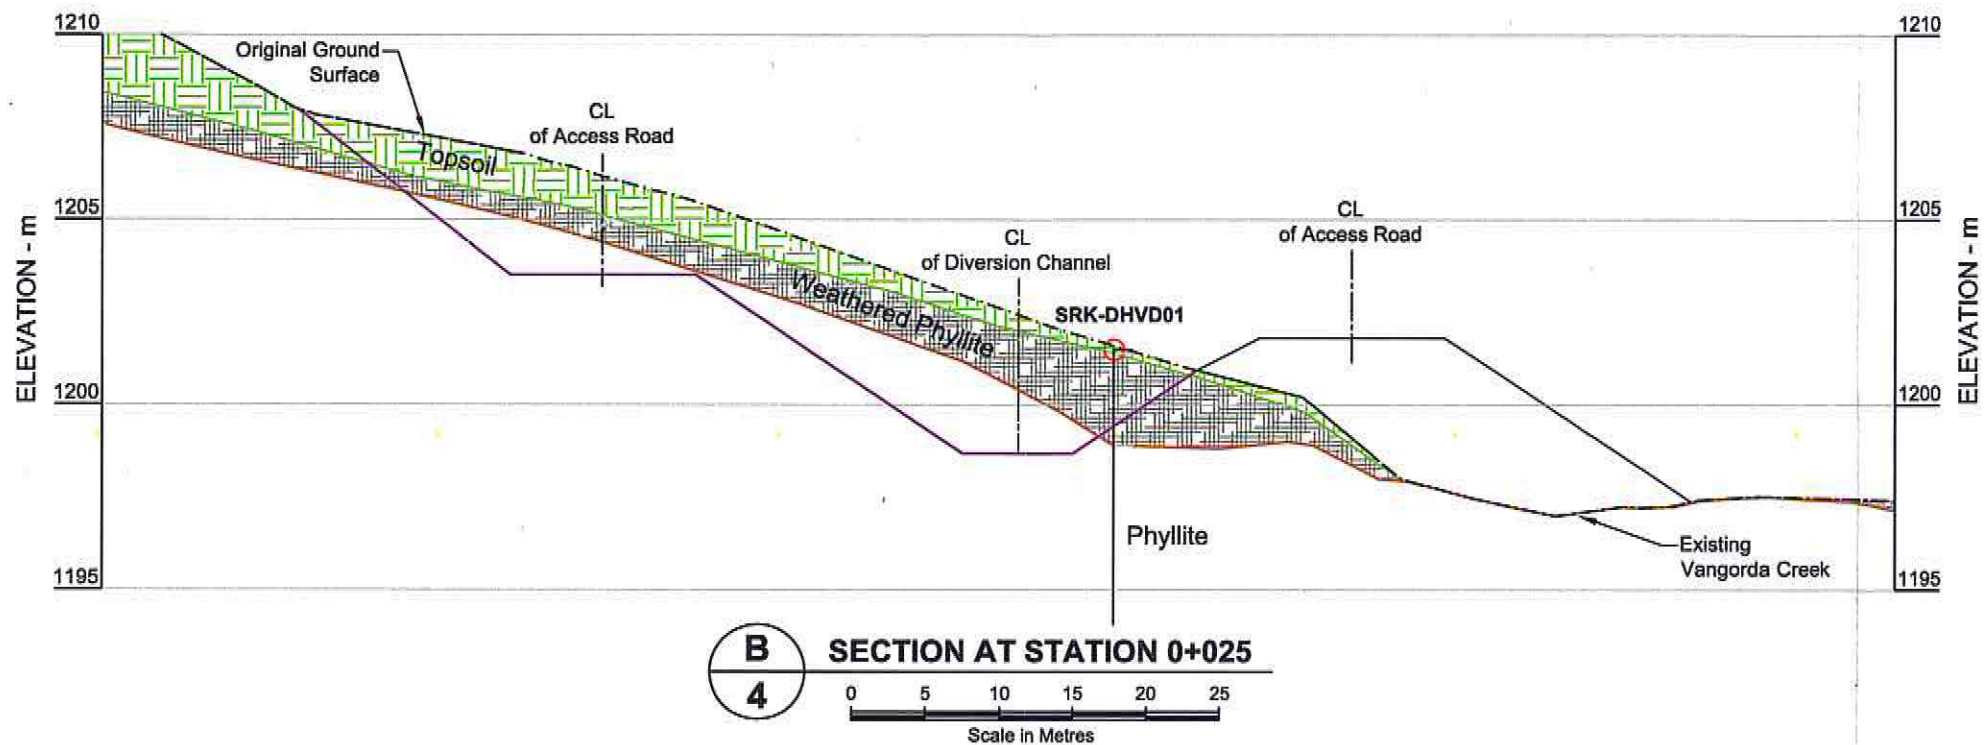 1210
1210
Original Ground
Surface
CL
of Access Road
Topsoil
1205
1205
CL
of Access Road
CL
of Diversion Channel
ELEVATION - m
ELEVATION - m
Weathered Phyllite
SRK-DHVD01
1200
1200
Phyllite
Existing
Vangorda Creek
1195
1195
B
4
SECTION AT STATION 0+025
0 5 10 15 20 25
Scale in Metres